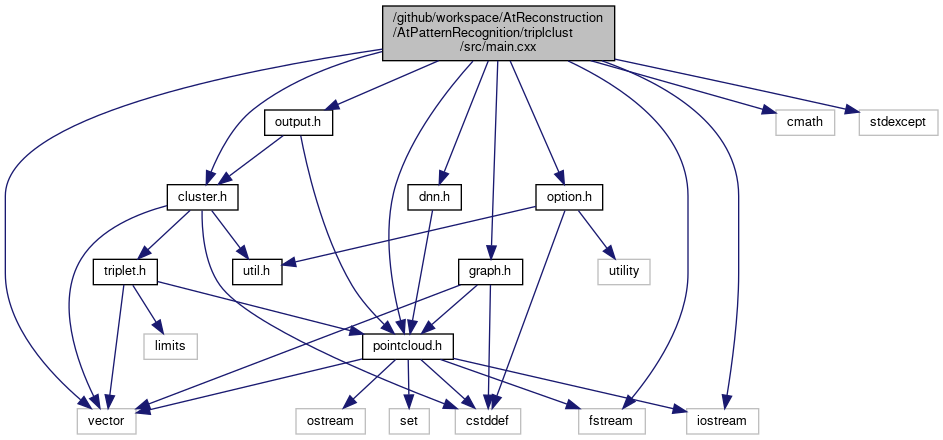 /github/workspace/AtReconstruction
/AtPatternRecognition/triplclust
/src/main.cxx
output.h
cmath
stdexcept
cluster.h
dnn.h
option.h
triplet.h
util.h
graph.h
utility
limits
pointcloud.h
vector
ostream
set
cstddef
fstream
iostream